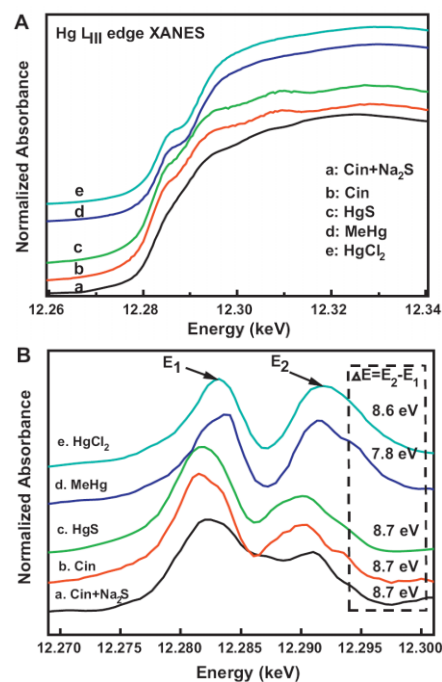 A
Hg LIII edge XANES
Normalized Absorbance
e
d
c
b
a
a: Cin+Na2S
b: Cin
c: HgS
d: MeHg
e: HgCl2
12.26 12.28 12.30 12.32 12.34
Energy (keV)
B
E1
E2
ΔE=E2-E1
Normalized Absorbance
e. HgCl2
8.6 eV
d. MeHg
7.8 eV
c. HgS
8.7 eV
b. Cin
8.7 eV
a. Cin+Na2S
8.7 eV
12.270 12.275 12.280 12.285 12.290 12.295 12.300
Energy (keV)